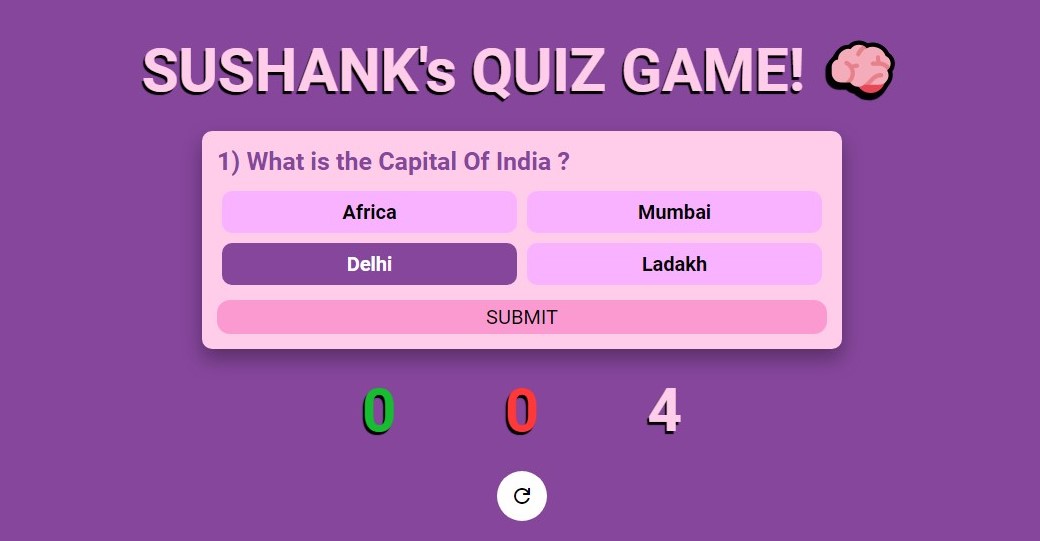 SUSHANK's QUIZ GAME!
1) What is the Capital Of India ?
Africa
Mumbai
Delhi
Ladakh
SUBMIT
0 0 4